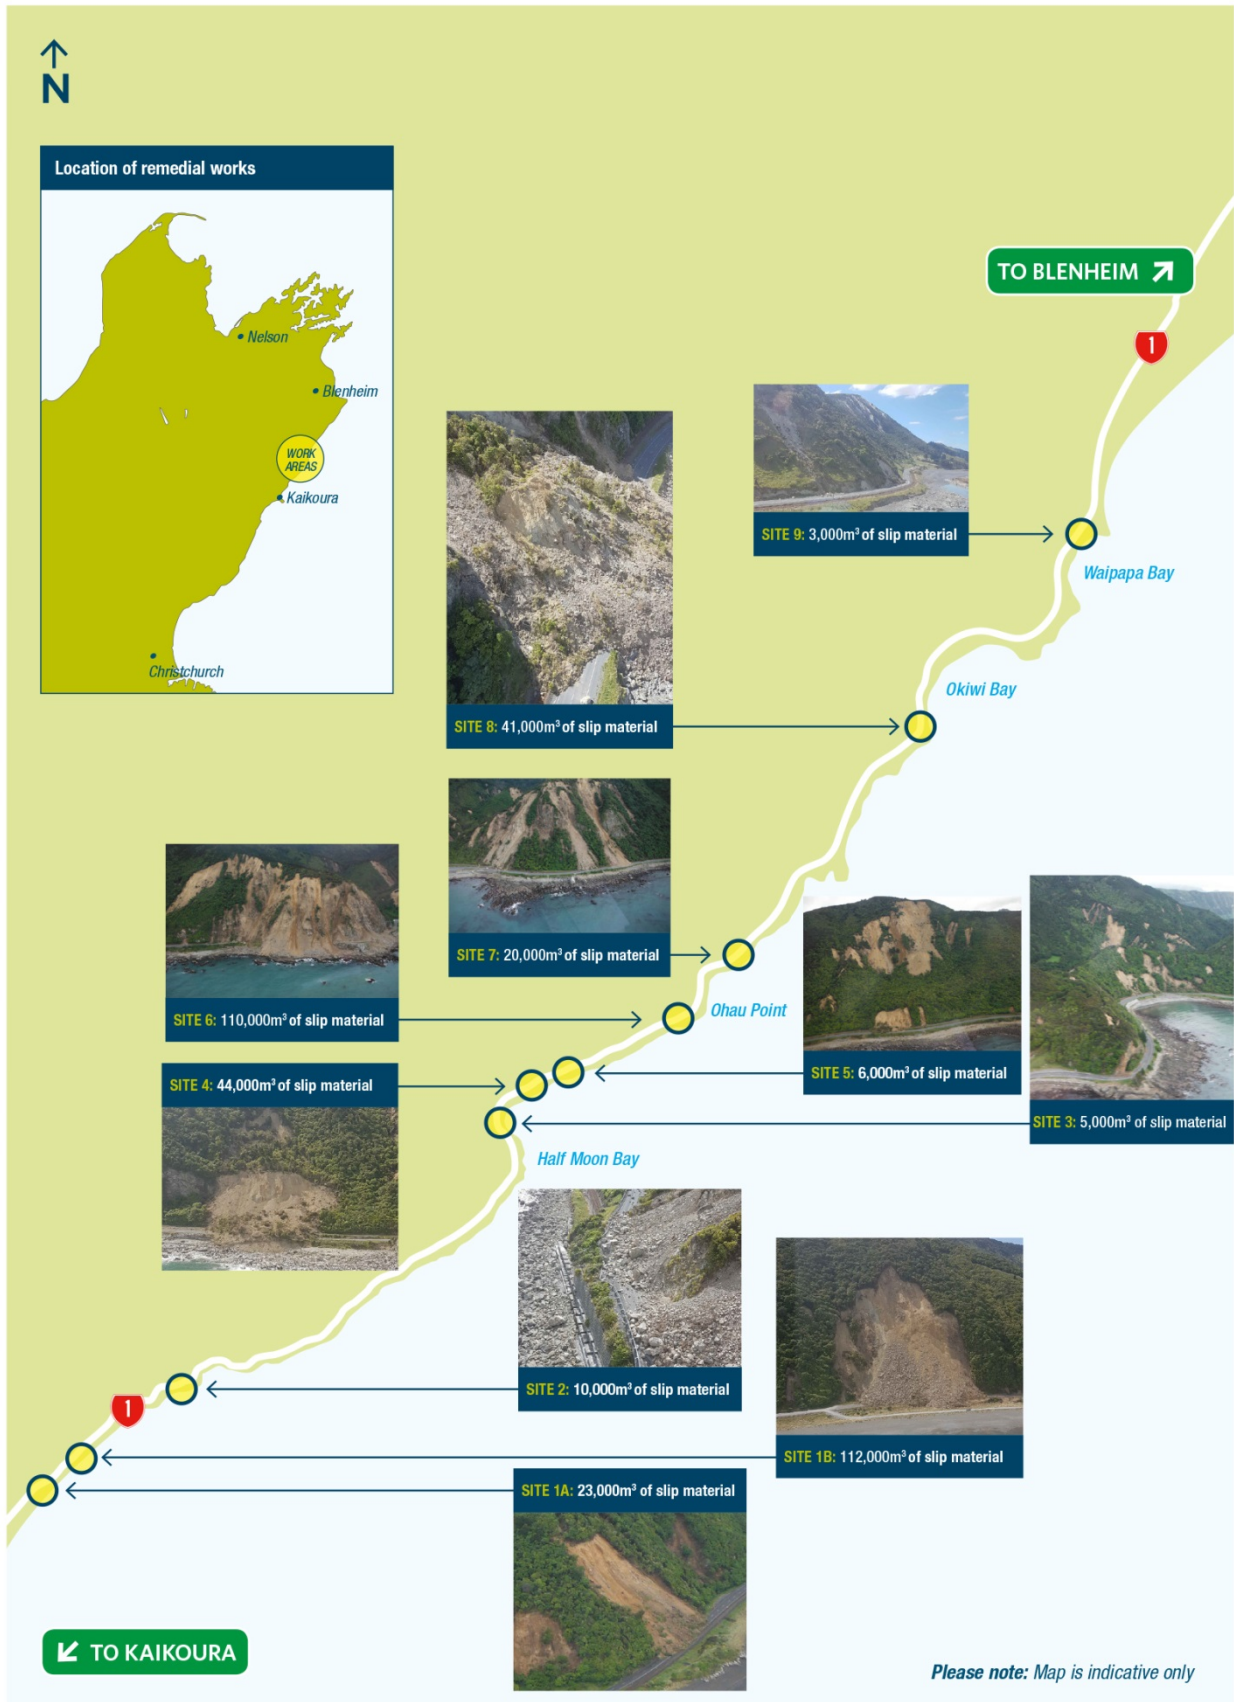 N
Location of remedial works
Nelson
Blenheim
WORK
AREAS
Kaikoura
Christchurch
TO BLENHEIM
1
SITE 9: 3,000m³ of slip material
Waipapa Bay
Okiwi Bay
SITE 8: 41,000m³ of slip material
SITE 7: 20,000m³ of slip material
Ohau Point
SITE 6: 110,000m³ of slip material
SITE 5: 6,000m³ of slip material
SITE 4: 44,000m³ of slip material
SITE 3: 5,000m³ of slip material
Half Moon Bay
SITE 2: 10,000m³ of slip material
1
SITE 1B: 112,000m³ of slip material
SITE 1A: 23,000m³ of slip material
TO KAIKOURA
Please note: Map is indicative only